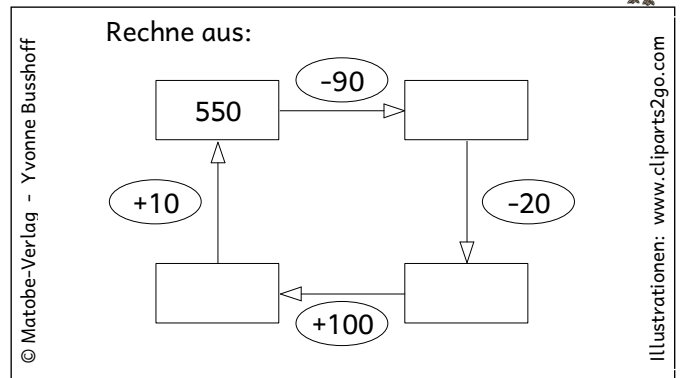 Rechne aus:
-90
550
+10
-20
+100
© Matobe-Verlag - Yvonne Busshoff
Illustrationen: www.cliparts2go.com